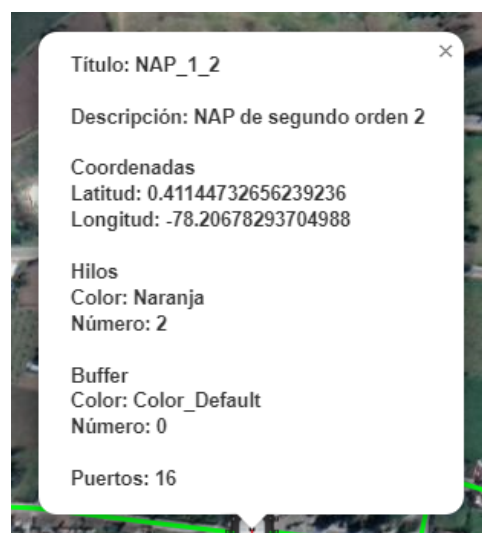 Título: NAP_1_2
Descripción: NAP de segundo orden 2
Coordenadas
Latitud: 0.41144732656239236
Longitud: -78.20678293704988
Hilos
Color: Naranja
Número: 2
Buffer
Color: Color_Default
Número: 0
Puertos: 16